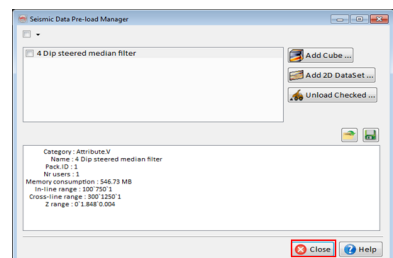 Seismic Data Pre-load Manager
4 Dip steered median filter
Add Cube ...
Add 2D DataSet ...
Unload Checked ...
Category : Attribute.V
Name : 4 Dip steered median filter
Pack.ID : 1
Nr users : 1
Memory consumption : 546.73 MB
In-line range : 100`750`1
Cross-line range : 300`1250`1
Z range : 0`1.848`0.004
Close
Help